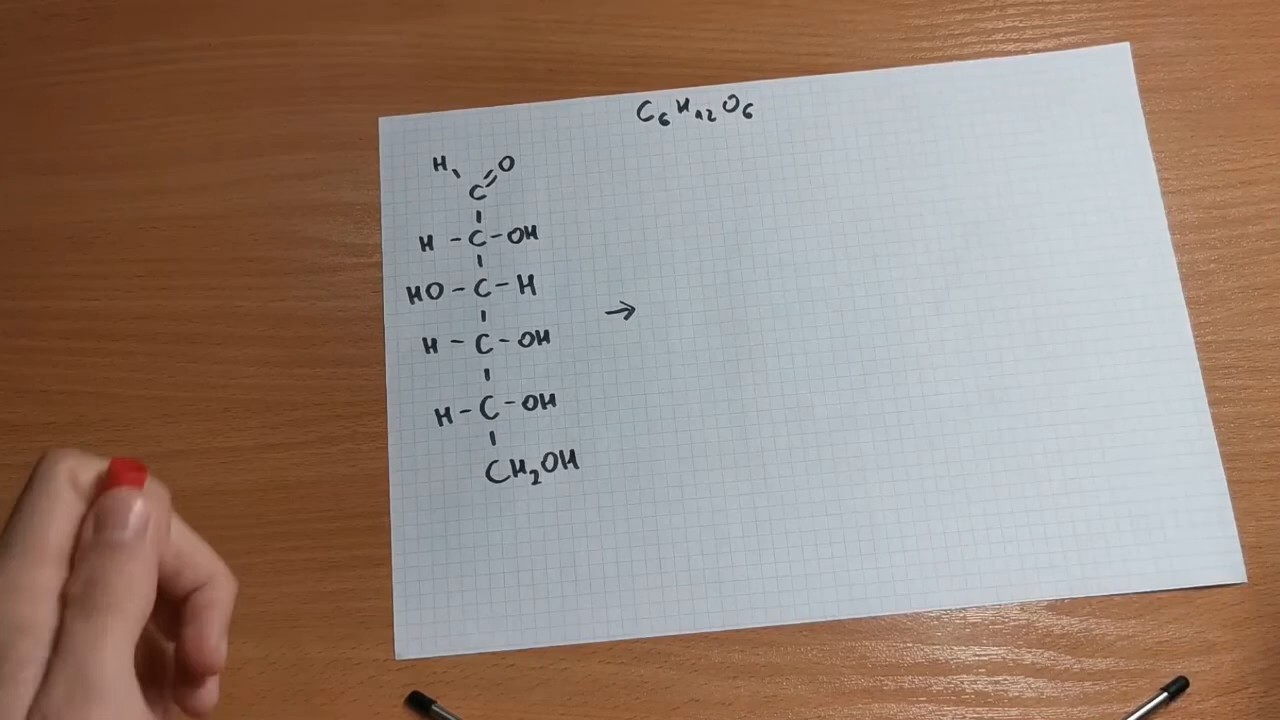 C₆H₁₂O₆
H O
C
H - C - OH
HO - C - H
→
H - C - OH
H - C - OH
CH₂OH